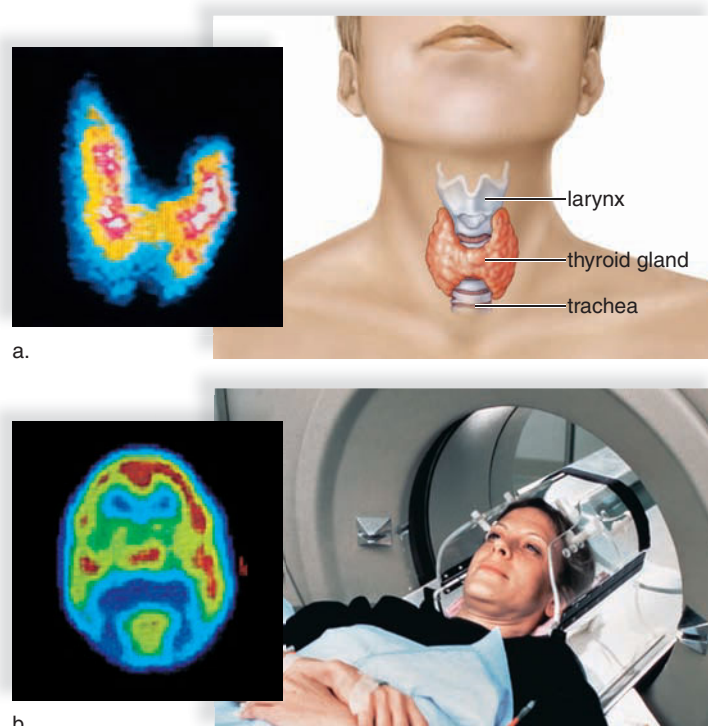 larynx
thyroid gland
trachea
a.
b.